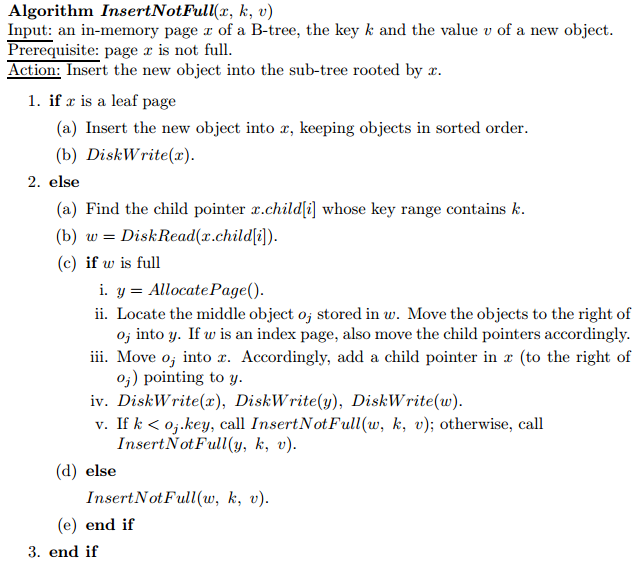 Algorithm InsertNotFull(x, k, v)
Input: an in-memory page x of a B-tree, the key k and the value v of a new object.
Prerequisite: page x is not full.
Action: Insert the new object into the sub-tree rooted by x.
1. if x is a leaf page
(a) Insert the new object into x, keeping objects in sorted order.
(b) DiskWrite(x).
2. else
(a) Find the child pointer x.child[i] whose key range contains k.
(b) w = DiskRead(x.child[i]).
(c) if w is full
i. y = AllocatePage().
ii. Locate the middle object oj stored in w. Move the objects to the right of
oj into y. If w is an index page, also move the child pointers accordingly.
iii. Move oj into x. Accordingly, add a child pointer in x (to the right of
oj) pointing to y.
iv. DiskWrite(x), DiskWrite(y), DiskWrite(w).
v. If k < oj.key, call InsertNotFull(w, k, v); otherwise, call
InsertNotFull(y, k, v).
(d) else
InsertNotFull(w, k, v).
(e) end if
3. end if